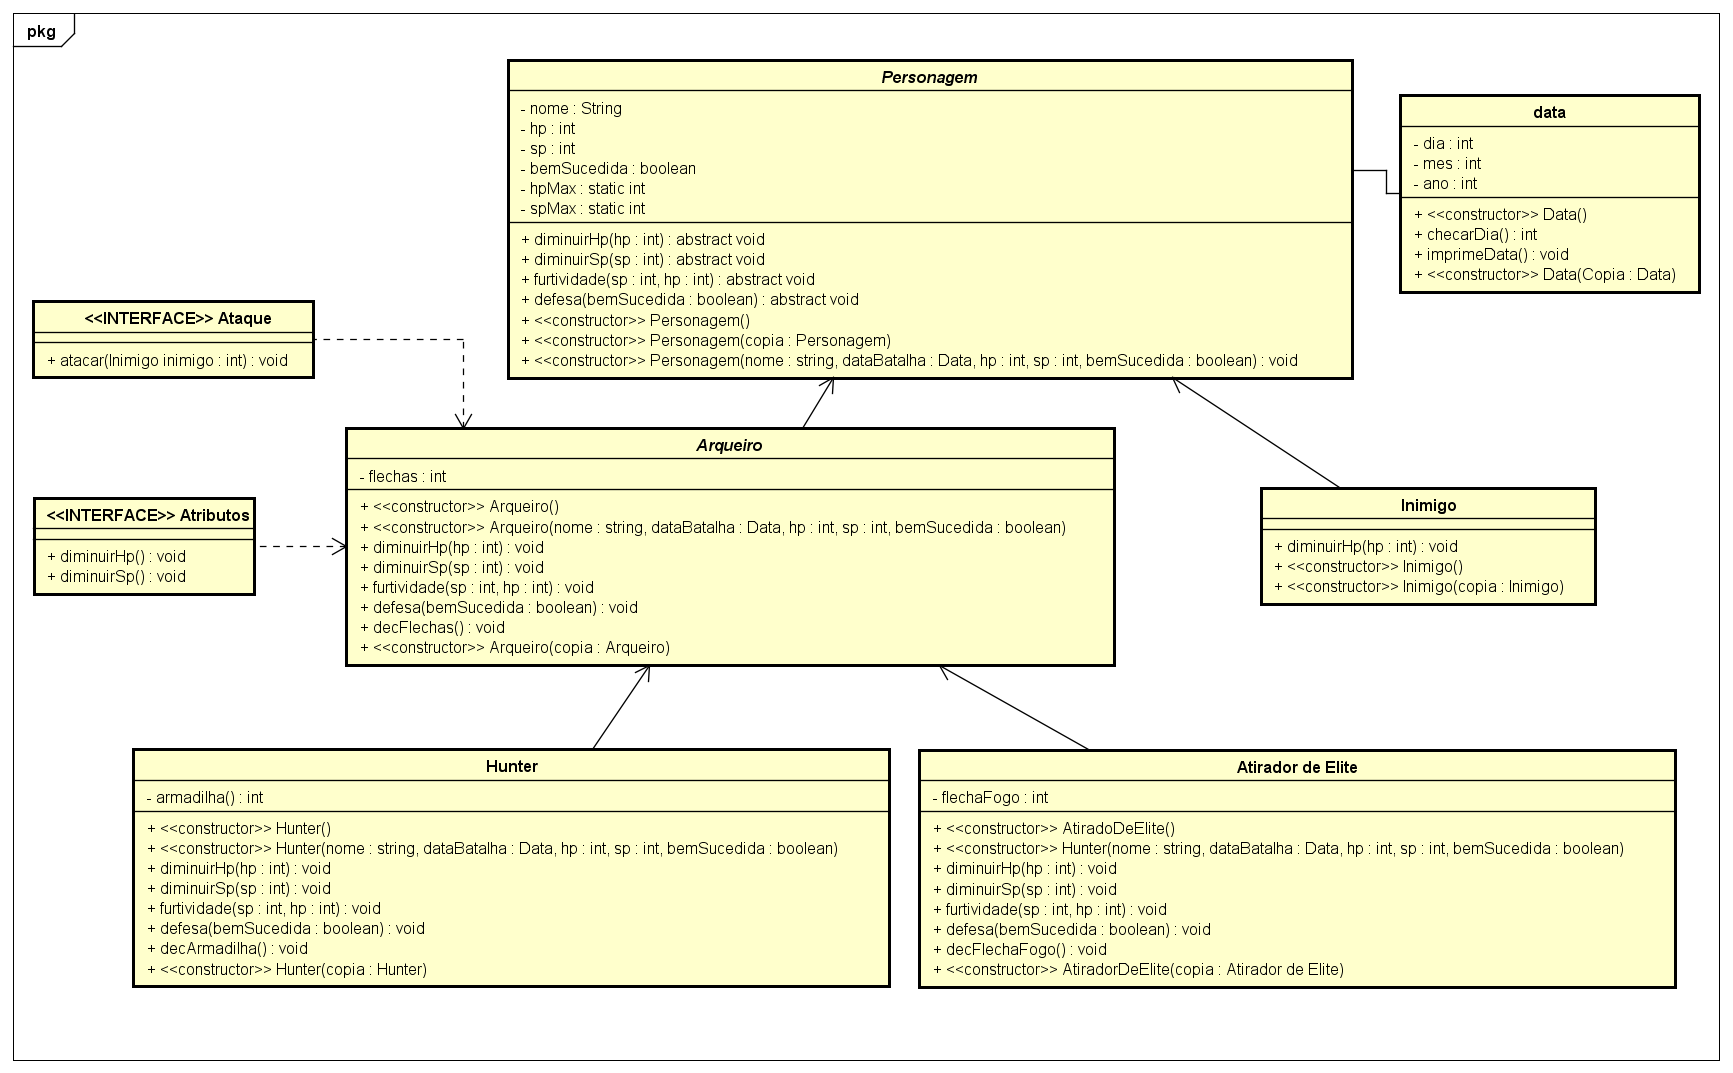 pkg
Personagem
- nome : String
- hp : int
- sp : int
- bemSucedida : boolean
- hpMax : static int
- spMax : static int
+ diminuirHp(hp : int) : abstract void
+ diminuirSp(sp : int) : abstract void
+ furtividade(sp : int, hp : int) : abstract void
+ defesa(bemSucedida : boolean) : abstract void
+ <<constructor>> Personagem()
+ <<constructor>> Personagem(copia : Personagem)
+ <<constructor>> Personagem(nome : string, dataBatalha : Data, hp : int, sp : int, bemSucedida : boolean) : void
data
- dia : int
- mes : int
- ano : int
+ <<constructor>> Data()
+ checarDia() : int
+ imprimeData() : void
+ <<constructor>> Data(Copia : Data)
<<INTERFACE>> Ataque
+ atacar(Inimigo inimigo : int) : void
Arqueiro
- flechas : int
+ <<constructor>> Arqueiro()
+ <<constructor>> Arqueiro(nome : string, dataBatalha : Data, hp : int, sp : int, bemSucedida : boolean)
+ diminuirHp(hp : int) : void
+ diminuirSp(sp : int) : void
+ furtividade(sp : int, hp : int) : void
+ defesa(bemSucedida : boolean) : void
+ decFlechas() : void
+ <<constructor>> Arqueiro(copia : Arqueiro)
<<INTERFACE>> Atributos
+ diminuirHp() : void
+ diminuirSp() : void
Inimigo
+ diminuirHp(hp : int) : void
+ <<constructor>> Inimigo()
+ <<constructor>> Inimigo(copia : Inimigo)
Hunter
- armadilha() : int
+ <<constructor>> Hunter()
+ <<constructor>> Hunter(nome : string, dataBatalha : Data, hp : int, sp : int, bemSucedida : boolean)
+ diminuirHp(hp : int) : void
+ diminuirSp(sp : int) : void
+ furtividade(sp : int, hp : int) : void
+ defesa(bemSucedida : boolean) : void
+ decArmadilha() : void
+ <<constructor>> Hunter(copia : Hunter)
Atirador de Elite
- flechaFogo : int
+ <<constructor>> AtiradoDeElite()
+ <<constructor>> Hunter(nome : string, dataBatalha : Data, hp : int, sp : int, bemSucedida : boolean)
+ diminuirHp(hp : int) : void
+ diminuirSp(sp : int) : void
+ furtividade(sp : int, hp : int) : void
+ defesa(bemSucedida : boolean) : void
+ decFlechaFogo() : void
+ <<constructor>> AtiradorDeElite(copia : Atirador de Elite)